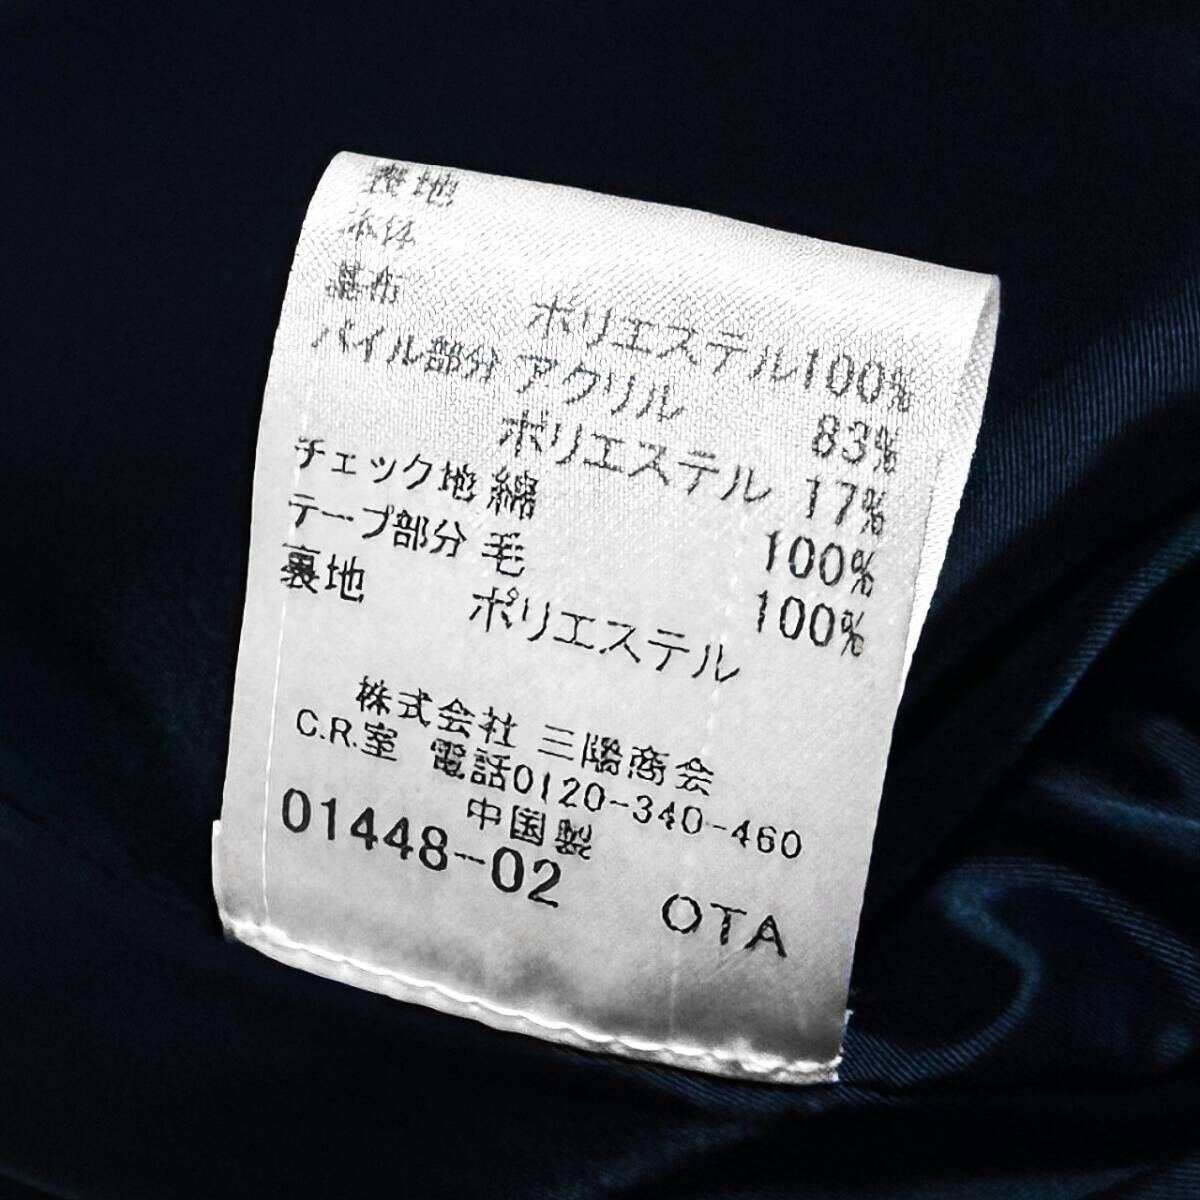 表地
本体
基布 ポリエステル100%
パイル部分 アクリル 83%
ポリエステル 17%
チェック地 綿 100%
テープ部分 毛 100%
裏地 ポリエステル
株式会社 三陽商会
C.R.室 電話0120-340-460
中国製
01448-02 OTA